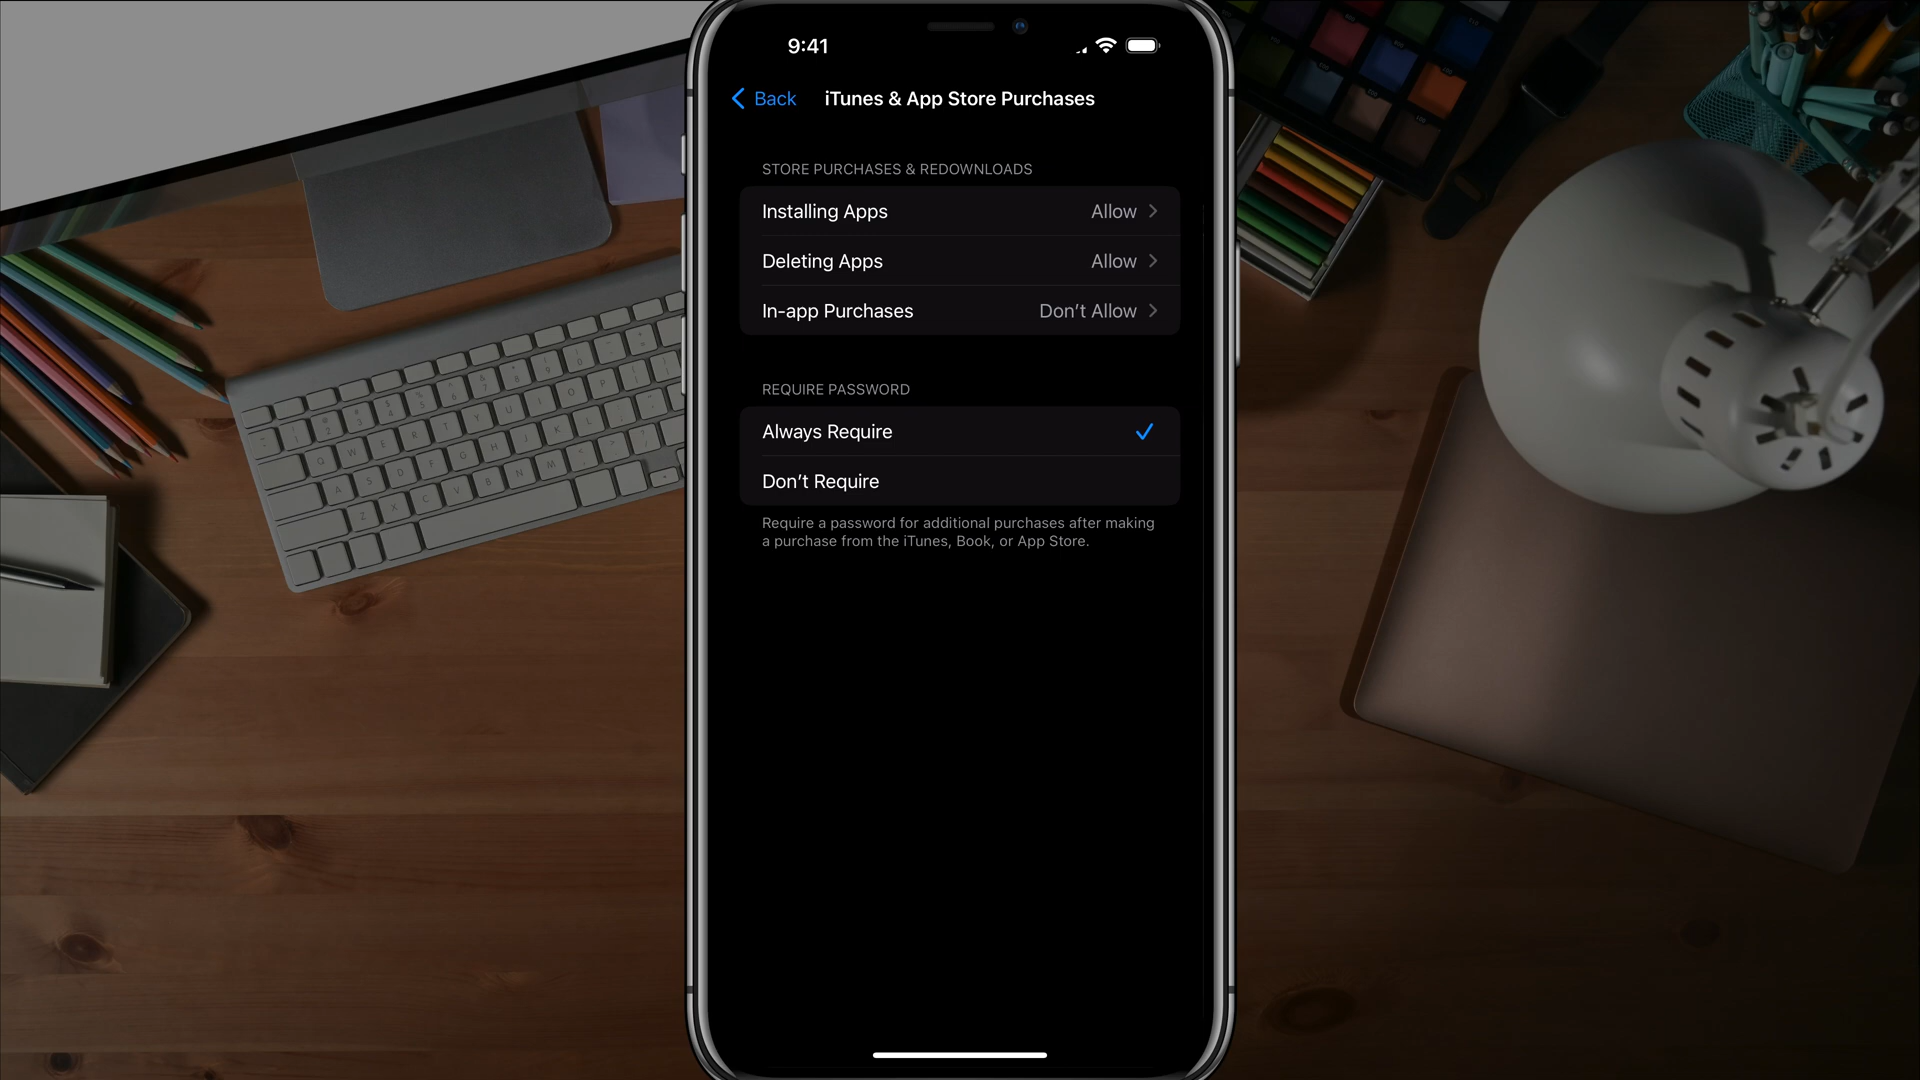 9:41
Back
iTunes & App Store Purchases
STORE PURCHASES & REDOWNLOADS
Installing Apps Allow
Deleting Apps Allow
In-app Purchases Don’t Allow
REQUIRE PASSWORD
Always Require
Don’t Require
Require a password for additional purchases after making
a purchase from the iTunes, Book, or App Store.